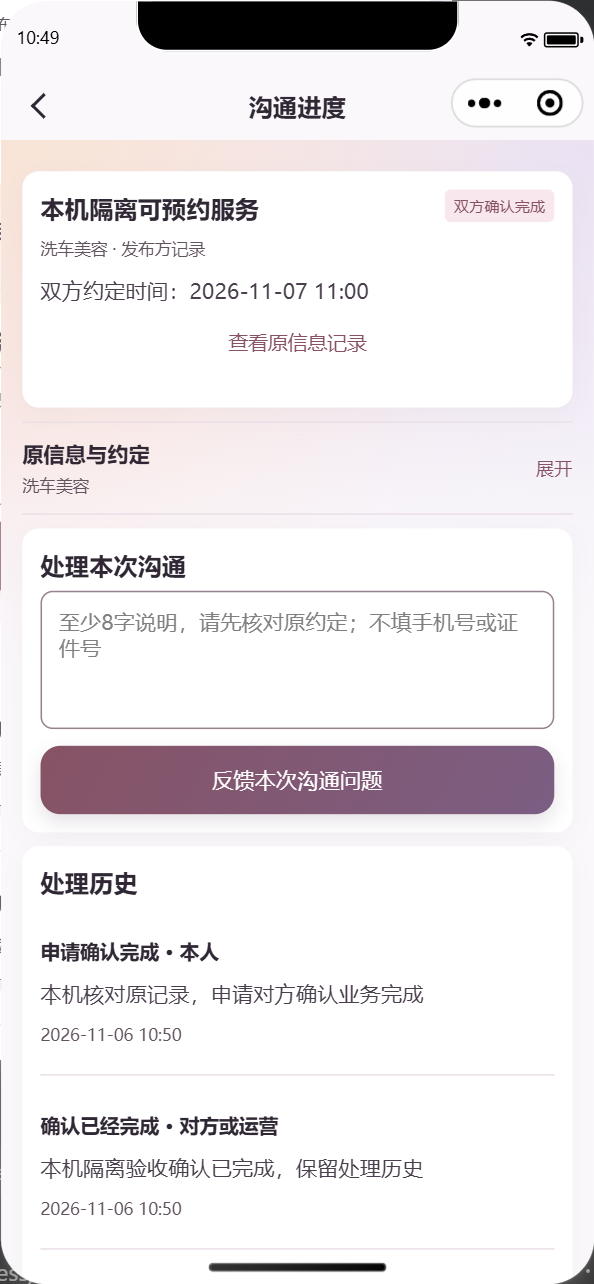 10:49
沟通进度
本机隔离可预约服务
双方确认完成
洗车美容 · 发布方记录
双方约定时间：2026-11-07 11:00
查看原信息记录
原信息与约定
洗车美容
展开
处理本次沟通
至少8字说明，请先核对原约定；不填手机号或证
件号
反馈本次沟通问题
处理历史
申请确认完成 · 本人
本机核对原记录，申请对方确认业务完成
2026-11-06 10:50
确认已经完成 · 对方或运营
本机隔离验收确认已完成，保留处理历史
2026-11-06 10:50